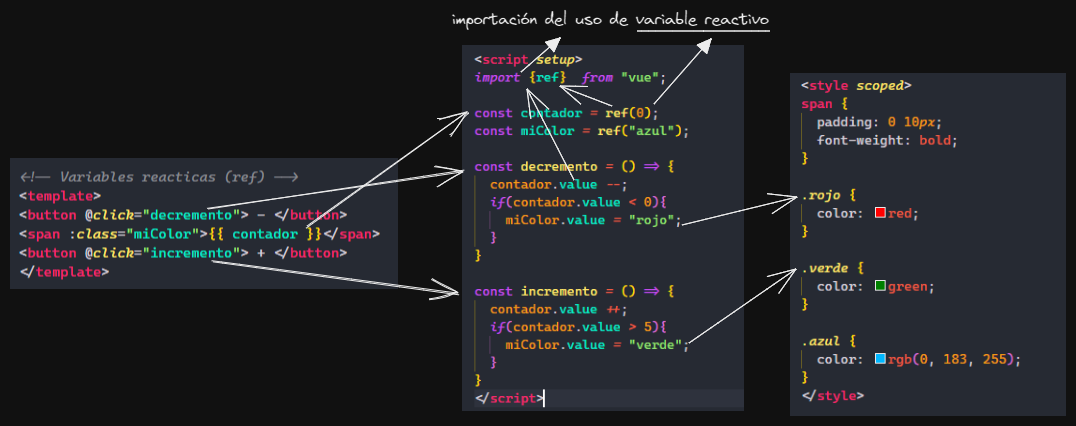 importación del uso de variable reactivo
<!-- Variables reacticas (ref) -->
<template>
<button @click="decremento"> - </button>
<span :class="miColor">{{ contador }}</span>
<button @click="incremento"> + </button>
</template>
<script setup>
import {ref} from "vue";
const contador = ref(0);
const miColor = ref("azul");
const decremento = () => {
contador.value --;
if(contador.value < 0){
miColor.value = "rojo";
}
}
const incremento = () => {
contador.value ++;
if(contador.value > 5){
miColor.value = "verde";
}
}
</script>
<style scoped>
span {
padding: 0 10px;
font-weight: bold;
}
.rojo {
color: red;
}
.verde {
color: green;
}
.azul {
color: rgb(0, 183, 255);
}
</style>